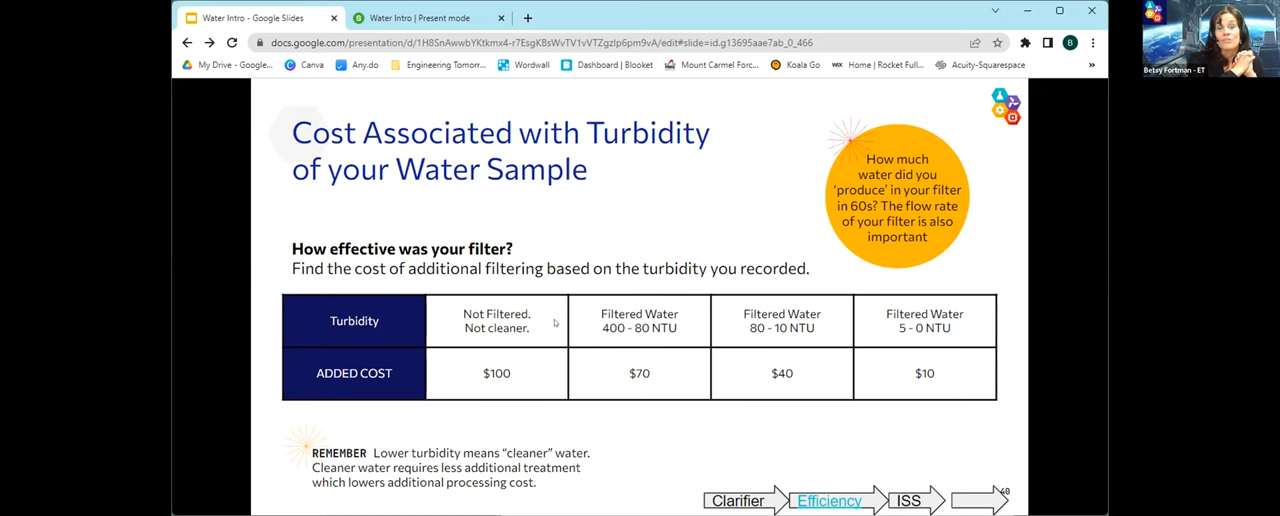 Water Intro - Google Slides
Water Intro | Present mode
docs.google.com/presentation/d/1H8SnAwwbYKtkmx4-r7EsgKBsWvTV1vVTZgzlp6pm9vA/edit#slide=id.g13695aae7ab_0_466
B
My Drive - Google...
Canva
Any.do
Engineering Tomorr...
Wordwall
Dashboard | Blooket
Mount Carmel Forc...
Koala Go
WIX Home | Rocket Full...
Acuity-Squarespace
»
Betsy Fortman - ET
Cost Associated with Turbidity
of your Water Sample
How much
water did you
‘produce’ in your filter
in 60s? The flow rate
of your filter is also
important
How effective was your filter?
Find the cost of additional filtering based on the turbidity you recorded.
Turbidity
Not Filtered.
Not cleaner.
Filtered Water
400 - 80 NTU
Filtered Water
80 - 10 NTU
Filtered Water
5 - 0 NTU
ADDED COST
$100
$70
$40
$10
REMEMBER Lower turbidity means “cleaner” water.
Cleaner water requires less additional treatment
which lowers additional processing cost.
Clarifier
Efficiency
ISS
40